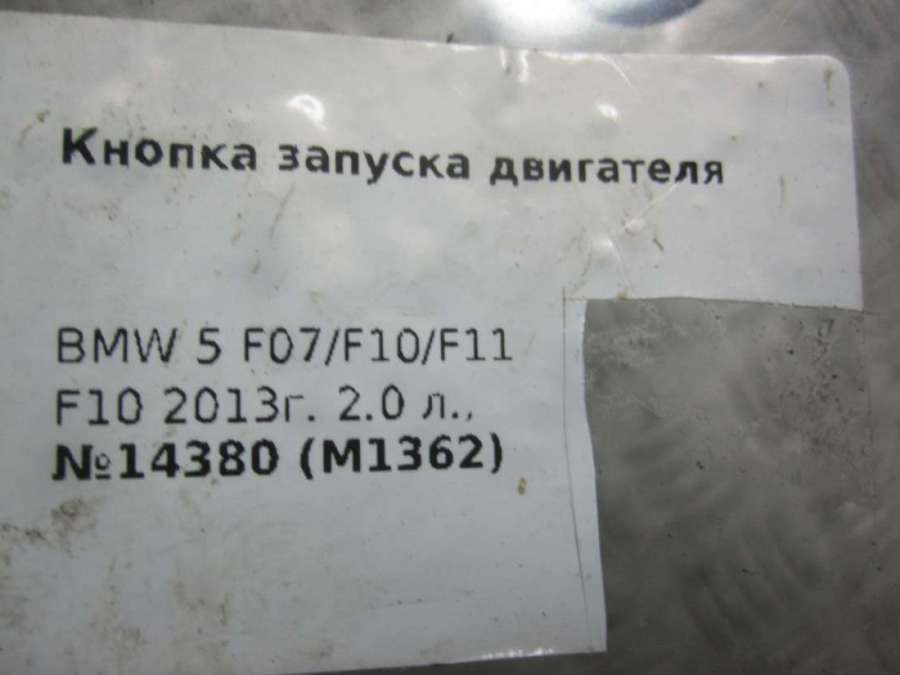 Кнопка запуска двигателя
BMW 5 F07/F10/F11
F10 2013г. 2.0 л.,
№14380 (M1362)